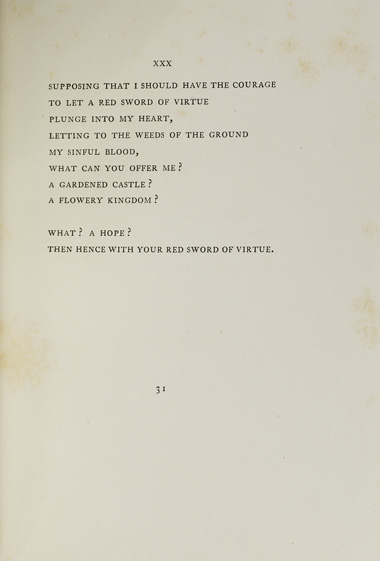 XXX
SUPPOSING THAT I SHOULD HAVE THE COURAGE
TO LET A RED SWORD OF VIRTUE
PLUNGE INTO MY HEART,
LETTING TO THE WEEDS OF THE GROUND
MY SINFUL BLOOD,
WHAT CAN YOU OFFER ME?
A GARDENED CASTLE?
A FLOWERY KINGDOM?

WHAT? A HOPE?
THEN HENCE WITH YOUR RED SWORD OF VIRTUE.
31